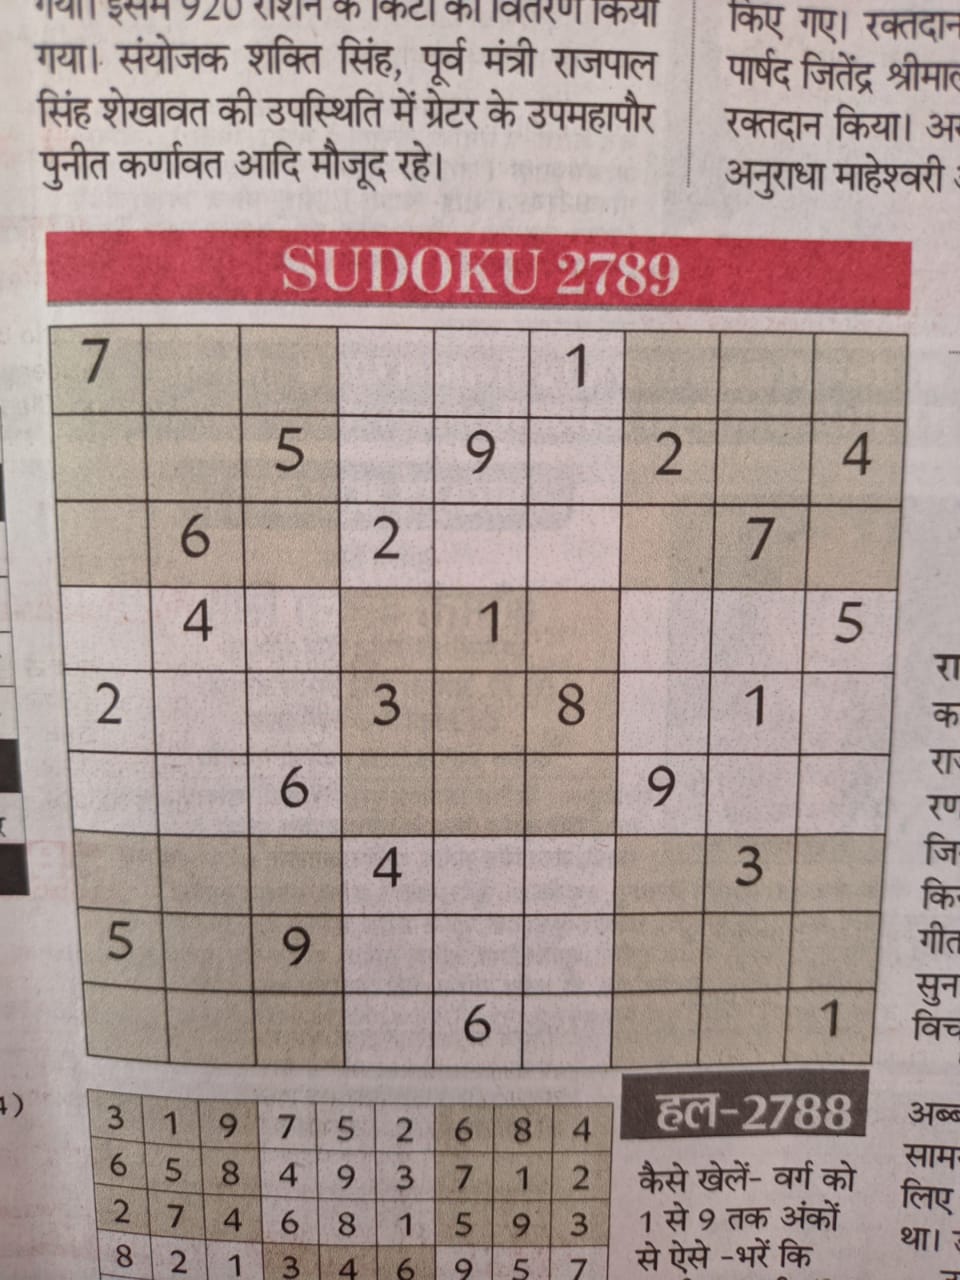 गया। इसमें 920 राशन के किटों का वितरण किया
गया। संयोजक शक्ति सिंह, पूर्व मंत्री राजपाल
सिंह शेखावत की उपस्थिति में ग्रेटर के उपमहापौर
पुनीत कर्णावत आदि मौजूद रहे।
किए गए। रक्तदान
पार्षद जितेंद्र
रक्तदान किया।
अनुराधा माहेश्वरी
SUDOKU 2789
7 1
5 9 2 4
6 2 7
4 1 5
2 3 8 1
6 9
4 3
5 9
6 1
3 1 9 7 5 2 6 8 4
6 5 8 4 9 3 7 1 2
2 7 4 6 8 1 5 9 3
8 2 1 3 4 6 9 5 7
हल-2788
कैसे खेलें- वर्ग को
1 से 9 तक अंकों
से ऐसे -भरें कि
लिए
था।